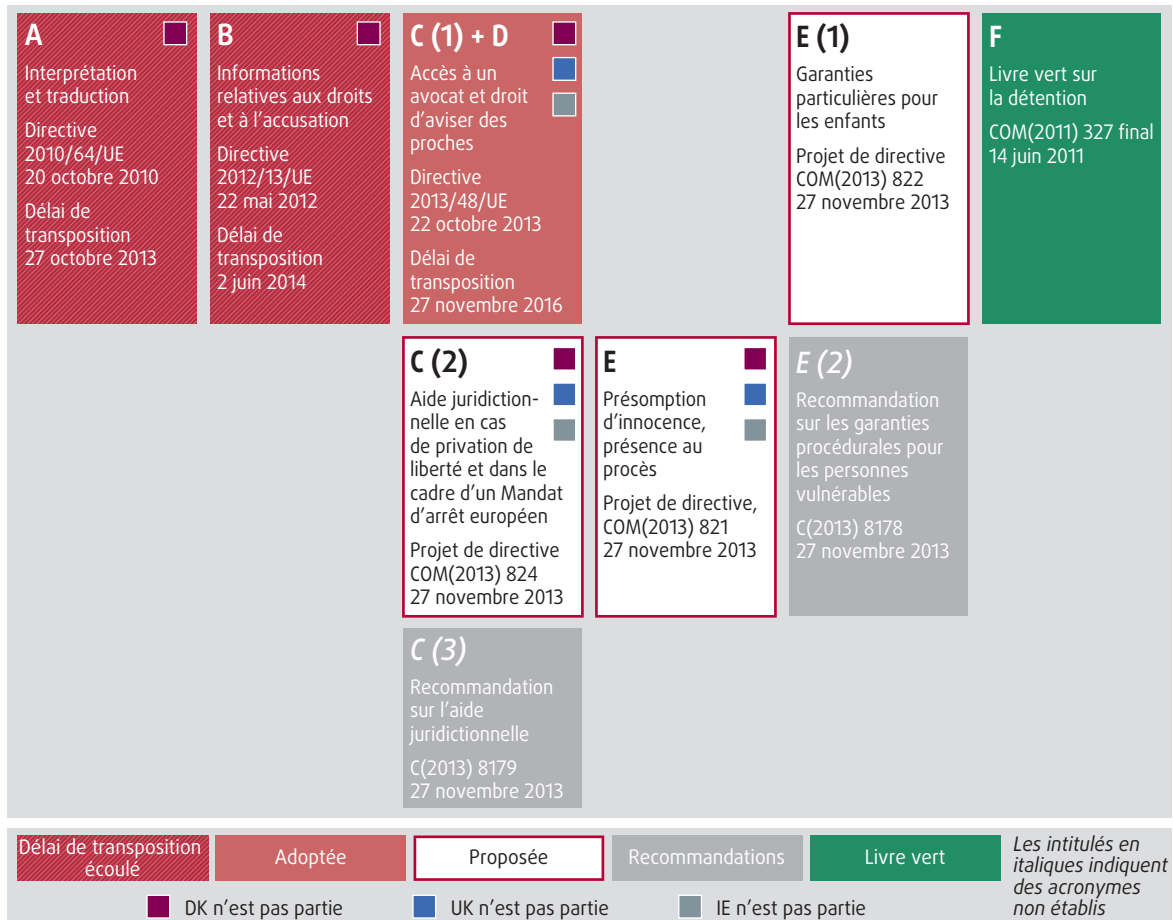 A
Interprétation
et traduction
Directive
2010/64/UE
20 octobre 2010
Délai de
transposition
27 octobre 2013
B
Informations
relatives aux droits
et à l'accusation
Directive
2012/13/UE
22 mai 2012
Délai de
transposition
2 juin 2014
C (1) + D
Accès à un
avocat et droit
d'aviser des
proches
Directive
2013/48/UE
22 octobre 2013
Délai de
transposition
27 novembre 2016
E (1)
Garanties
particulières pour
les enfants
Projet de directive
COM(2013) 822
27 novembre 2013
F
Livre vert sur
la détention
COM(2011) 327 final
14 juin 2011
C (2)
Aide juridiction-
nelle en cas
de privation de
liberté et dans le
cadre d'un Mandat
d'arrêt européen
Projet de directive
COM(2013) 824
27 novembre 2013
E
Présomption
d'innocence,
présence au
procès
Projet de directive,
COM(2013) 821
27 novembre 2013
E (2)
Recommandation
sur les garanties
procédurales pour
les personnes
vulnérables
C(2013) 8178
27 novembre 2013
C (3)
Recommandation
sur l'aide
juridictionnelle
C(2013) 8179
27 novembre 2013
Délai de transposition
écoulé
Adoptée
Proposée
Recommandations
Livre vert
Les intitulés en
italiques indiquent
des acronymes
non établis
DK n'est pas partie
UK n'est pas partie
IE n'est pas partie